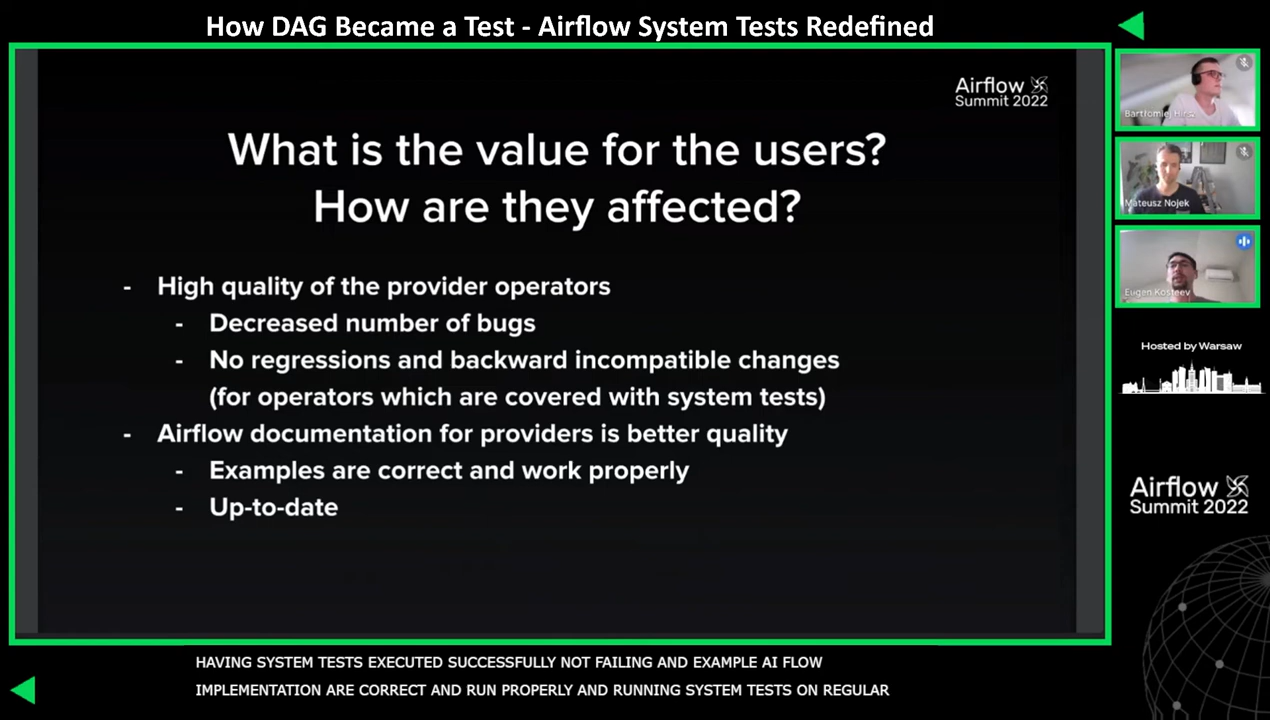 How DAG Became a Test - Airflow System Tests Redefined
Airflow
Summit 2022
What is the value for the users?
How are they affected?
- High quality of the provider operators
- Decreased number of bugs
- No regressions and backward incompatible changes
(for operators which are covered with system tests)
- Airflow documentation for providers is better quality
- Examples are correct and work properly
- Up-to-date
Mateusz Nojek
Eugen Kosteev
Hosted by Warsaw
Airflow
Summit 2022
HAVING SYSTEM TESTS EXECUTED SUCCESSFULLY NOT FAILING AND EXAMPLE AI FLOW
IMPLEMENTATION ARE CORRECT AND RUN PROPERLY AND RUNNING SYSTEM TESTS ON REGULAR